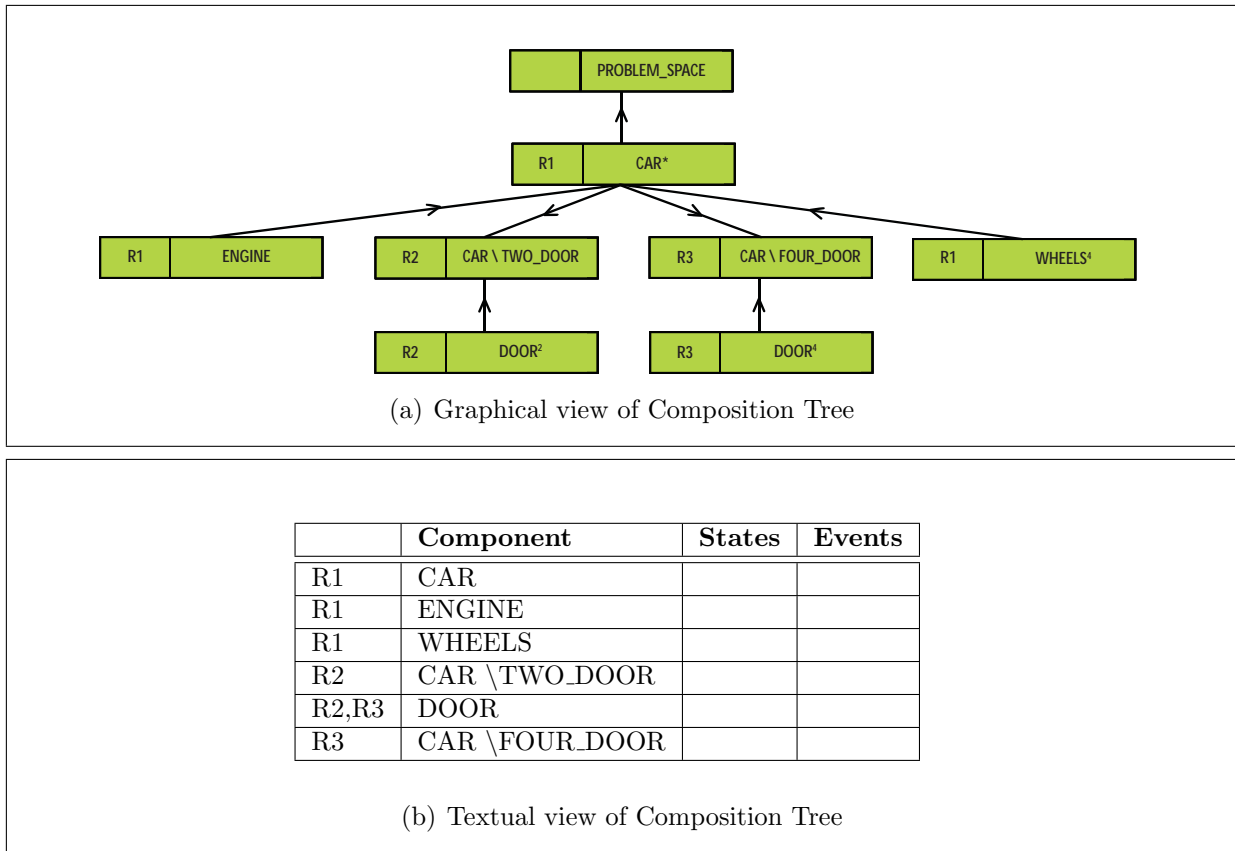 PROBLEM_SPACE
R1 CAR*
R1 ENGINE R2 CAR \ TWO_DOOR R3 CAR \ FOUR_DOOR R1 WHEELS⁴
R2 DOOR² R3 DOOR⁴
(a) Graphical view of Composition Tree
Component States Events
R1 CAR
R1 ENGINE
R1 WHEELS
R2 CAR \TWO_DOOR
R2,R3 DOOR
R3 CAR \FOUR_DOOR
(b) Textual view of Composition Tree